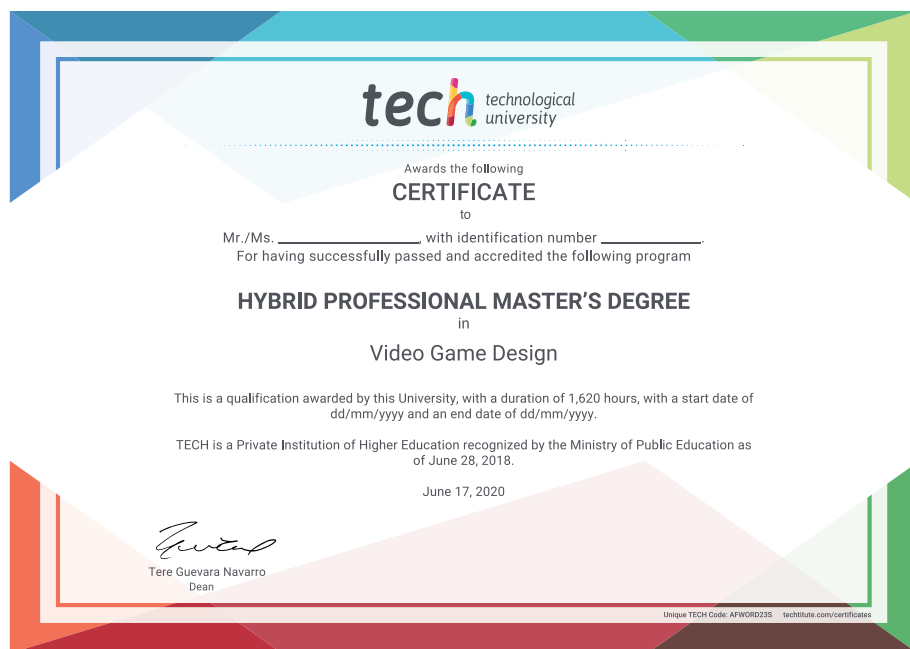 tech technological
university
Awards the following
CERTIFICATE
to
Mr./Ms. ____________________, with identification number ______________.
For having successfully passed and accredited the following program
HYBRID PROFESSIONAL MASTER'S DEGREE
in
Video Game Design
This is a qualification awarded by this University, with a duration of 1,620 hours, with a start date of
dd/mm/yyyy and an end date of dd/mm/yyyy.
TECH is a Private Institution of Higher Education recognized by the Ministry of Public Education as
of June 28, 2018.
June 17, 2020
Tere Guevara Navarro
Dean
Unique TECH Code: AFWORD23S techtitute.com/certificates